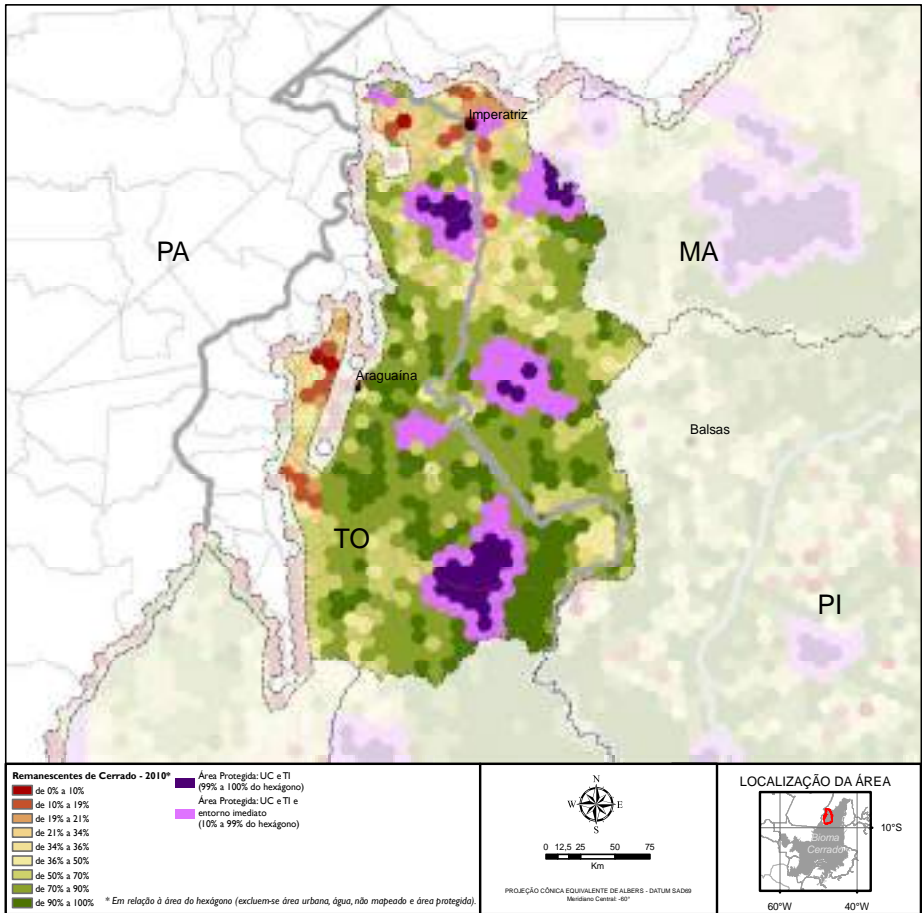 Imperatriz
PA
MA
Araguaína
Balsas
TO
PI
Remanescentes de Cerrado - 2010*
de 0% a 10%
de 10% a 19%
de 19% a 21%
de 21% a 34%
de 34% a 36%
de 36% a 50%
de 50% a 70%
de 70% a 90%
de 90% a 100%
Área Protegida: UC e TI
(99% a 100% do hexágono)
Área Protegida: UC e TI e
entorno imediato
(10% a 99% do hexágono)
* Em relação à área do hexágono (excluem-se área urbana, água, não mapeado e área protegida).
N
W E
S
0 12,5 25 50 75
Km
PROJEÇÃO CÔNICA EQUIVALENTE DE ALBERS - DATUM SAD69
Meridiano Central: -60°
LOCALIZAÇÃO DA ÁREA
10°S
Bioma
Cerrado
60°W 40°W